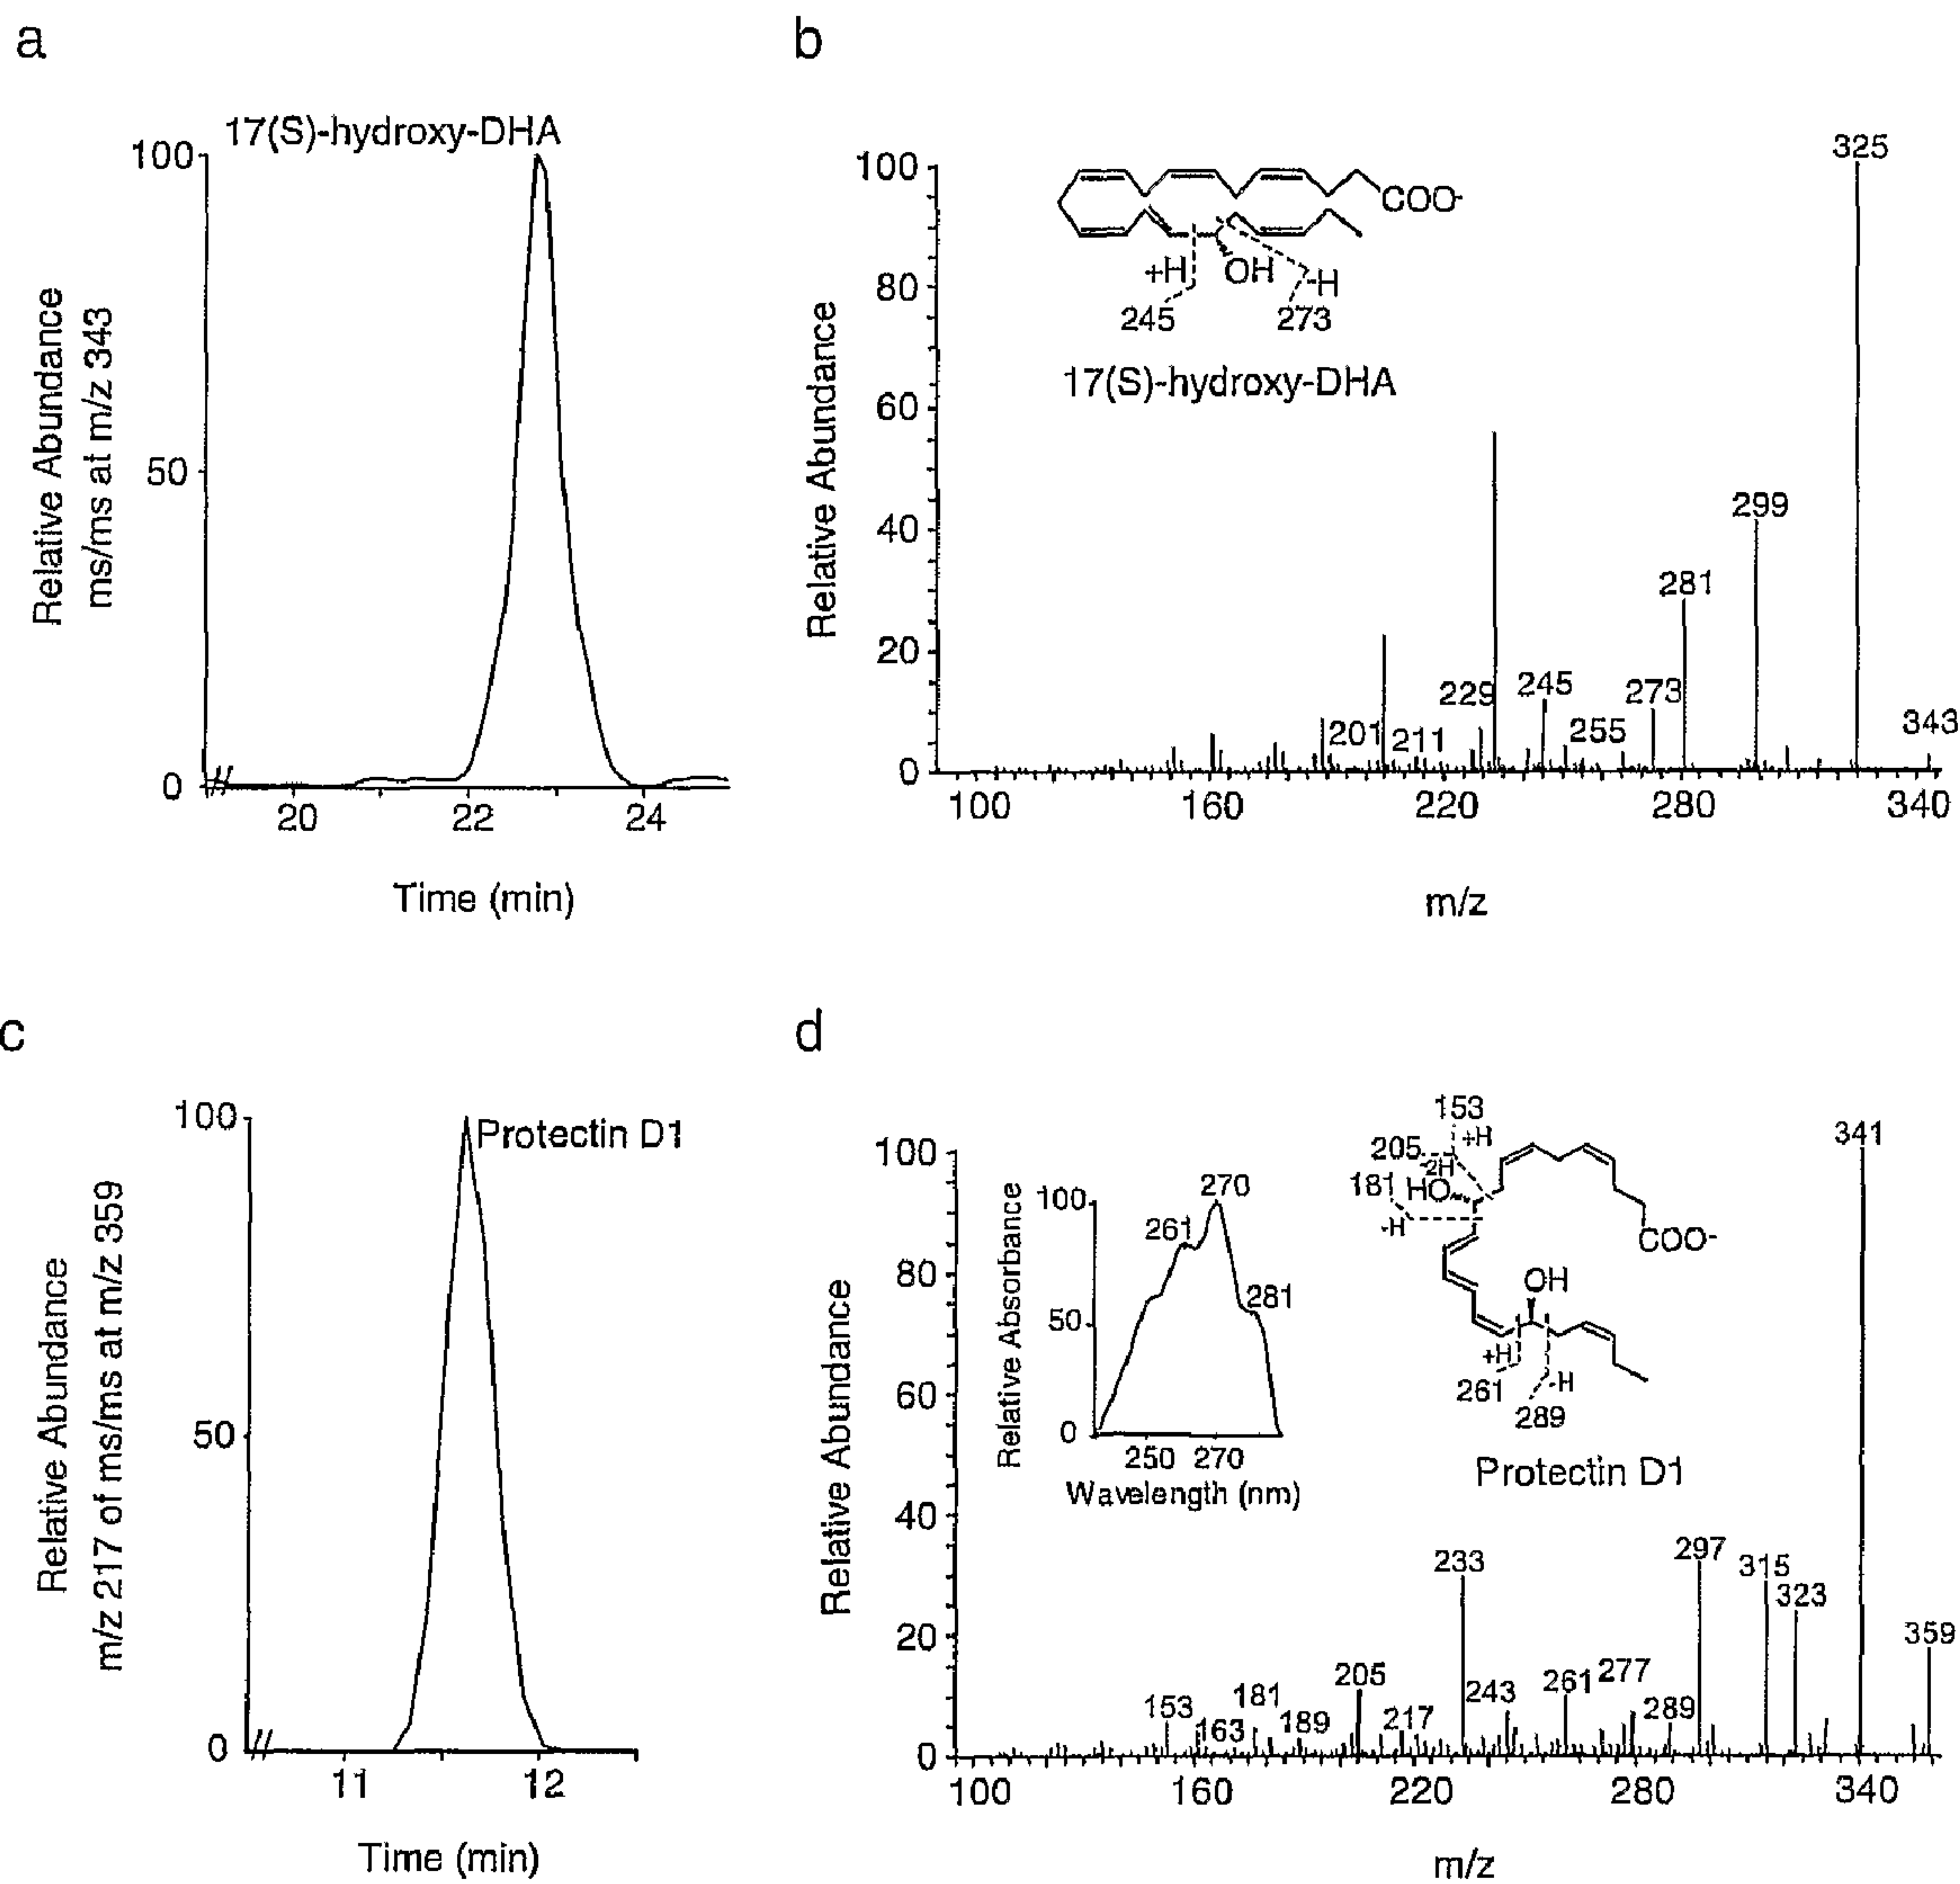 a
17(S)-hydroxy-DHA
100
50
0
Relative Abundance
ms/ms at m/z 343
20 22 24
Time (min)
b
100
80
60
40
20
0
Relative Abundance
COO-
+H OH -H
245 273
17(S)-hydroxy-DHA
325
299
281
273
343
229 245
255
201 211
100 160 220 280 340
m/z
c
100
50
0
Protectin D1
Relative Abundance
m/z 217 of ms/ms at m/z 359
11 12
Time (min)
d
100
80
60
40
20
0
Relative Abundance
100
50
0
Relative Absorbance
270
261
281
250 270
Wavelength (nm)
153
+H
205
-2H
181 HO
-H
COO-
OH
+H
-H
261
289
Protectin D1
341
297
315
323
233
359
205
261 277
243
289
181
153
163 189 217
100 160 220 280 340
m/z